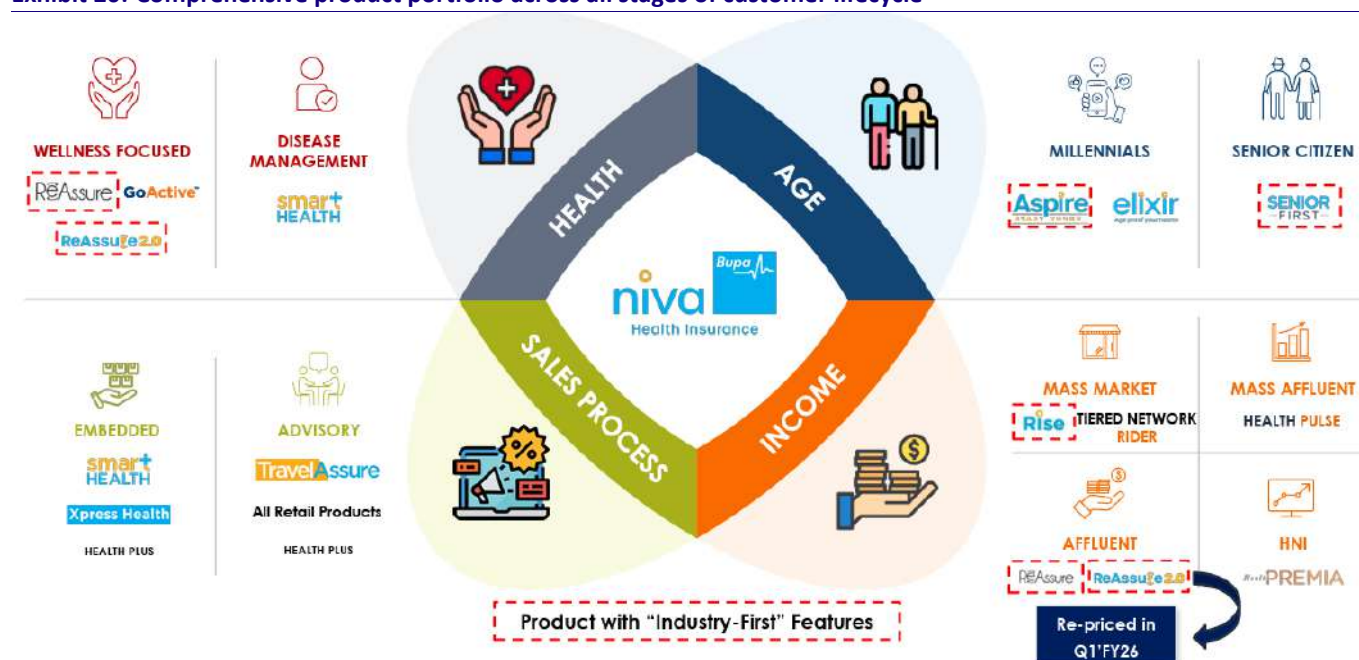 Exhibit 20: Comprehensive product portfolio across all stages of customer lifecycle
WELLNESS FOCUSED
ReAssure GoActive™
ReAssure 2.0
DISEASE
MANAGEMENT
smart
HEALTH
HEALTH
AGE
MILLENNIALS
Aspire
elixir
SENIOR CITIZEN
SENIOR
FIRST
niva Bupa
Health Insurance
EMBEDDED
smart
HEALTH
Xpress Health
HEALTH PLUS
ADVISORY
TravelAssure
All Retail Products
HEALTH PLUS
SALES PROCESS
INCOME
MASS MARKET
Rise TIERED NETWORK
RIDER
MASS AFFLUENT
HEALTH PULSE
AFFLUENT
ReAssure ReAssure 2.0
HNI
PREMIA
Re-priced in
Q1'FY26
Product with "Industry-First" Features